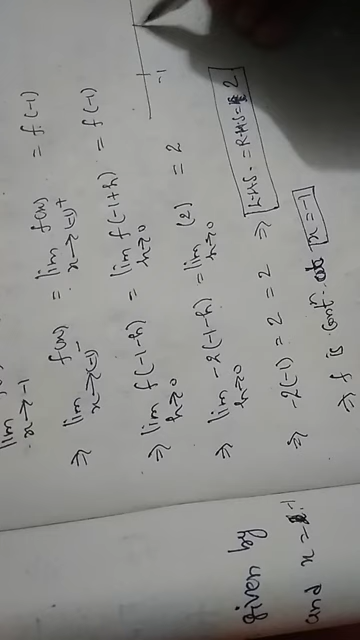 lim
x→-1
⇒ lim f(x) = lim f(x) = f(-1)
x→(-1)⁻ x→(-1)⁺
⇒ lim f(-1-h) = lim f(-1+h) = f(-1)
h→0 h→0
⇒ lim -2(-1-h) = lim (2) = 2
h→0 h→0
⇒ -2(-1) = 2 = 2 ⇒ L.H.S. = R.H.S = 2
⇒ f is contⁿ. at x = -1
-1
given by
and x = -1